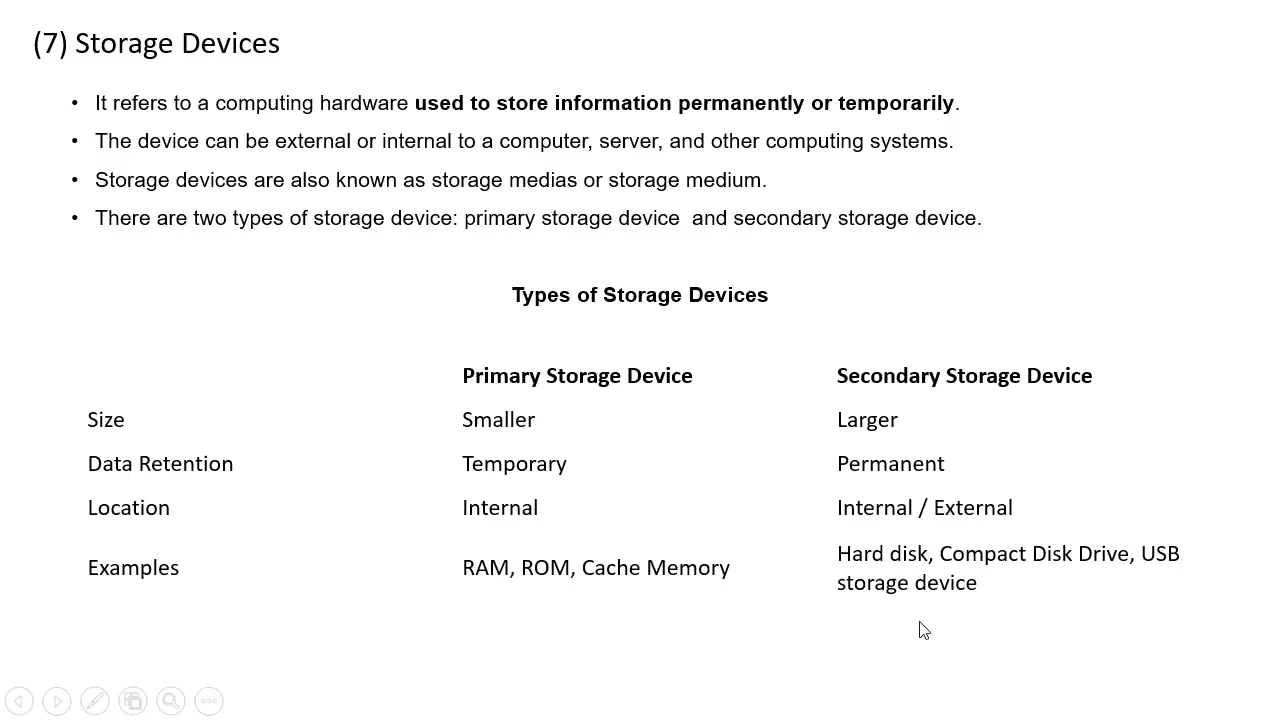 (7) Storage Devices
• It refers to a computing hardware used to store information permanently or temporarily.
• The device can be external or internal to a computer, server, and other computing systems.
• Storage devices are also known as storage medias or storage medium.
• There are two types of storage device: primary storage device  and secondary storage device.
Types of Storage Devices
Primary Storage Device Secondary Storage Device
Size Smaller Larger
Data Retention Temporary Permanent
Location Internal Internal / External
Examples RAM, ROM, Cache Memory Hard disk, Compact Disk Drive, USB
storage device